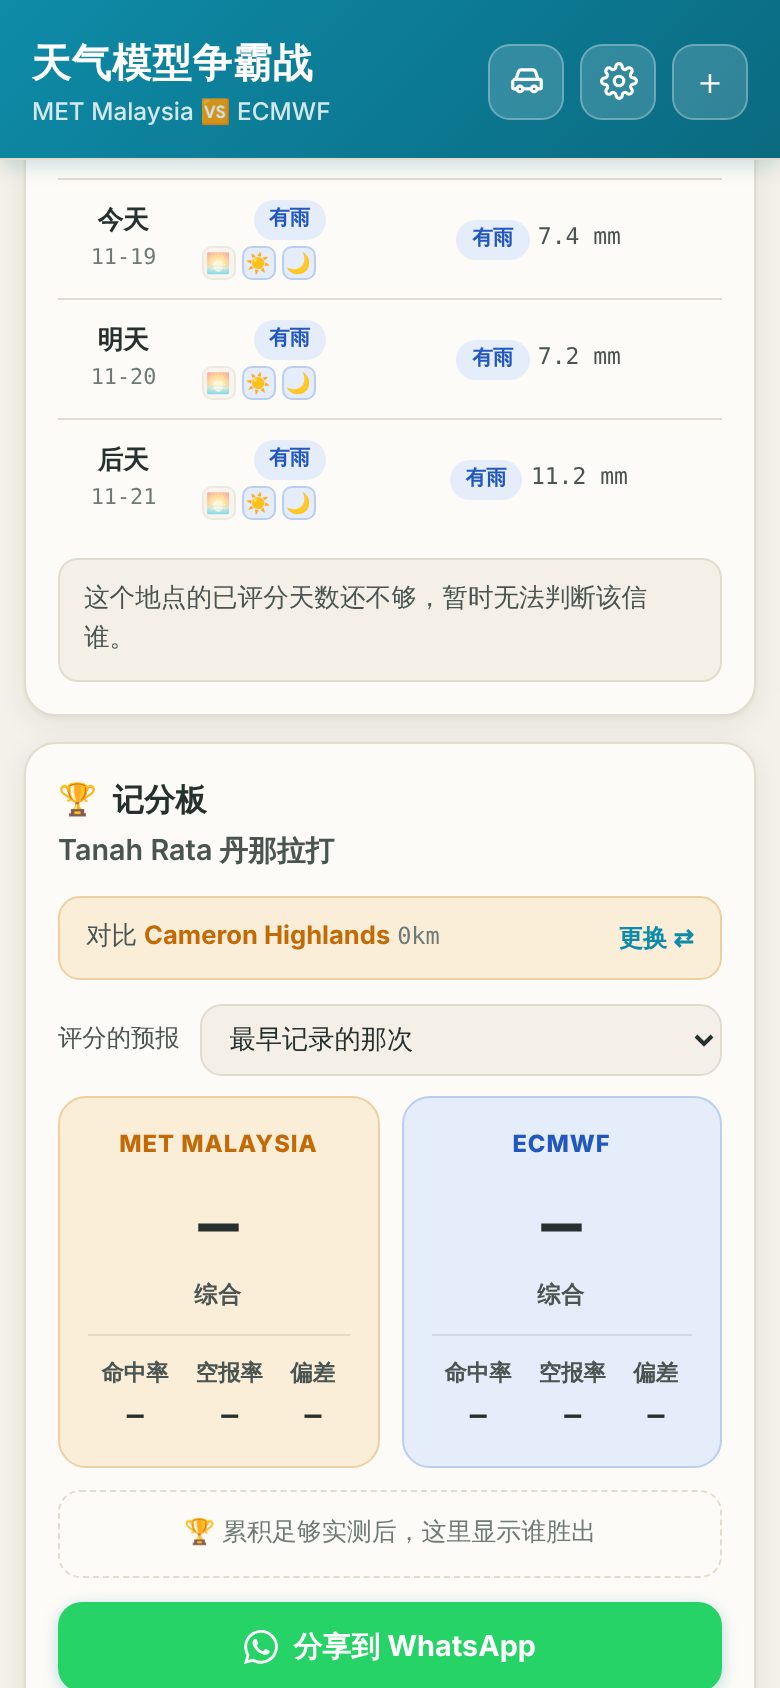 天气模型争霸战
MET Malaysia 🆚 ECMWF
+
今天
11-19
有雨
有雨 7.4 mm
明天
11-20
有雨
有雨 7.2 mm
后天
11-21
有雨
有雨 11.2 mm
这个地点的已评分天数还不够，暂时无法判断该信
谁。
🏆 记分板
Tanah Rata 丹那拉打
对比 Cameron Highlands 0km 更换 ⇄
评分的预报 最早记录的那次
MET MALAYSIA
—
综合
命中率 空报率 偏差
– – –
ECMWF
—
综合
命中率 空报率 偏差
– – –
🏆 累积足够实测后，这里显示谁胜出
分享到 WhatsApp